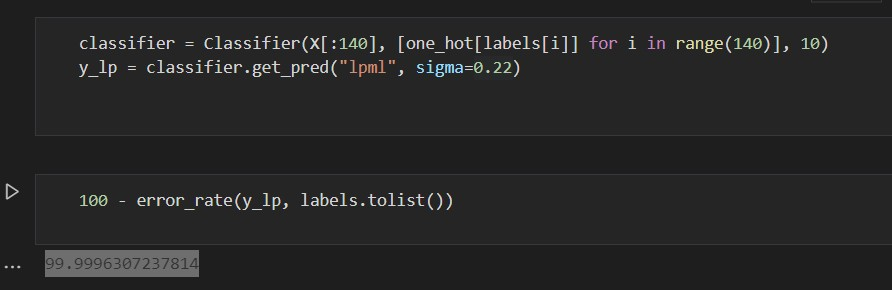 classifier = Classifier(X[:140], [one_hot[labels[i]] for i in range(140)], 10)
y_lp = classifier.get_pred("lpml", sigma=0.22)
100 - error_rate(y_lp, labels.tolist())
99.9996307237814